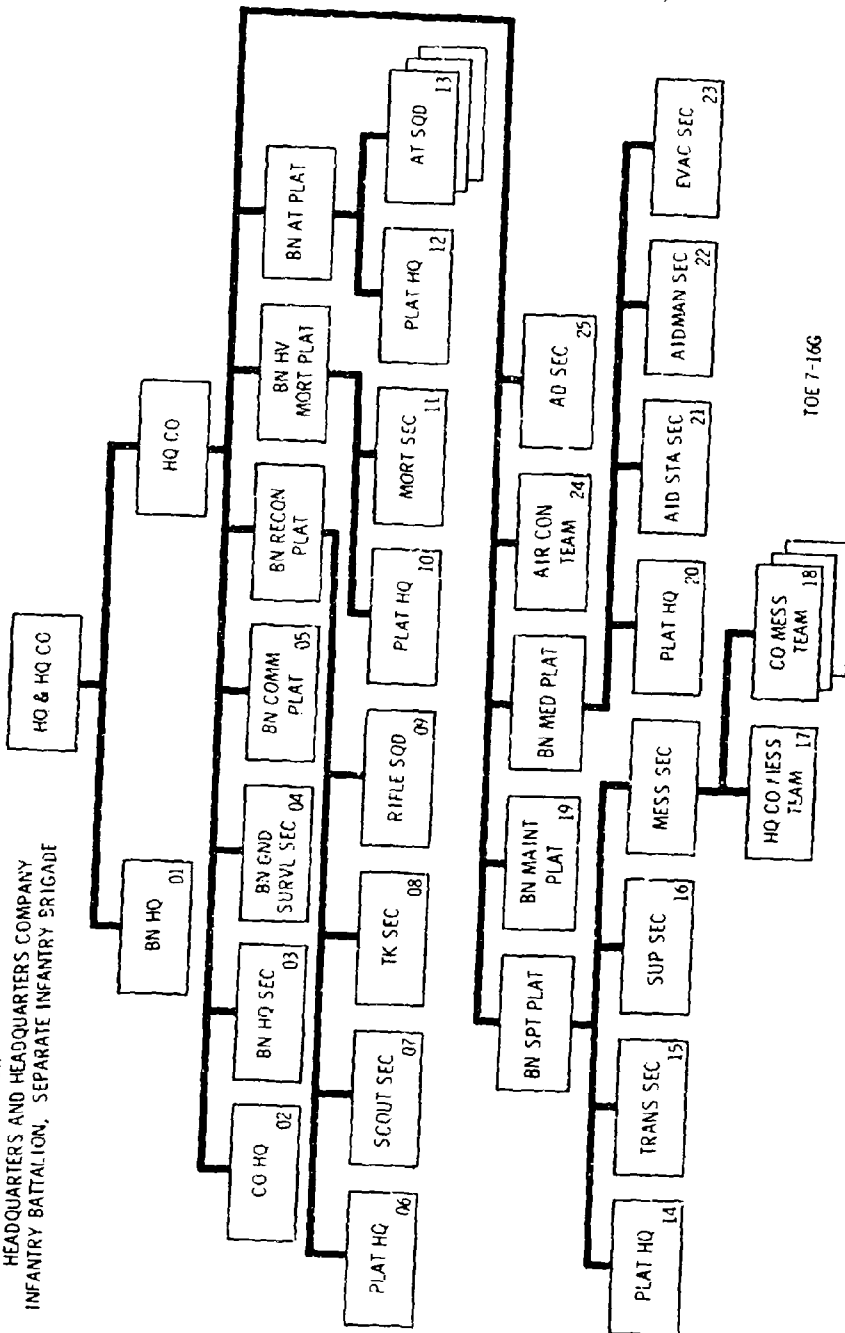 HEADQUARTERS AND HEADQUARTERS COMPANY
INFANTRY BATTALION, SEPARATE INFANTRY BRIGADE
HQ & HQ CO
BN HQ
01
HQ CO
CO HQ
02
BN HQ SEC
03
BN GND
SURVL SEC
04
BN COMM
PLAT
05
BN RECON
PLAT
BN HV
MORT PLAT
BN AT PLAT
PLAT HQ
06
SCOUT SEC
07
TK SEC
08
RIFLE SQD
09
PLAT HQ
10
MORT SEC
11
PLAT HQ
12
AT SQD
13
BN SPT PLAT
BN MAINT
PLAT
19
BN MED PLAT
AIR CON
TEAM
24
AD SEC
25
PLAT HQ
14
TRANS SEC
15
SUP SEC
16
MESS SEC
PLAT HQ
20
AID STA SEC
21
AIDMAN SEC
22
EVAC SEC
23
HQ CO MESS
TEAM
17
CO MESS
TEAM
18
TOE 7-16G